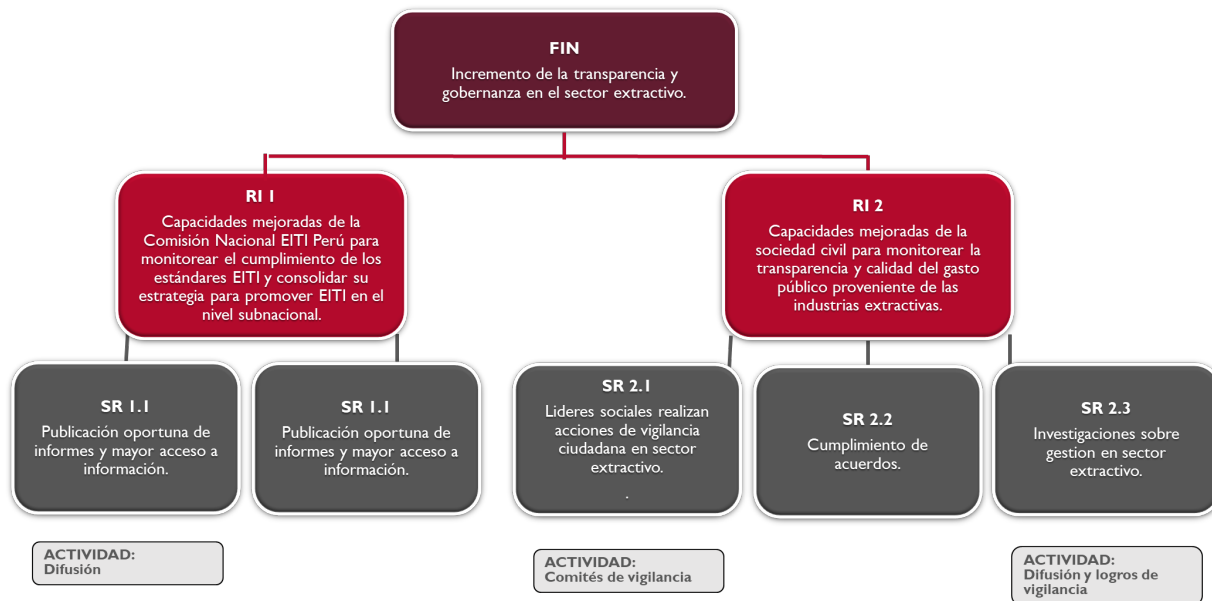 FIN
Incremento de la transparencia y
gobernanza en el sector extractivo.
RI 1
Capacidades mejoradas de la
Comisión Nacional EITI Perú para
monitorear el cumplimiento de los
estándares EITI y consolidar su
estrategia para promover EITI en el
nivel subnacional.
RI 2
Capacidades mejoradas de la
sociedad civil para monitorear la
transparencia y calidad del gasto
público proveniente de las
industrias extractivas.
SR 1.1
Publicación oportuna de
informes y mayor acceso a
información.
SR 1.1
Publicación oportuna de
informes y mayor acceso a
información.
SR 2.1
Lideres sociales realizan
acciones de vigilancia
ciudadana en sector
extractivo.
.
SR 2.2
Cumplimiento de
acuerdos.
SR 2.3
Investigaciones sobre
gestion en sector
extractivo.
ACTIVIDAD:
Difusión
ACTIVIDAD:
Comités de vigilancia
ACTIVIDAD:
Difusión y logros de
vigilancia